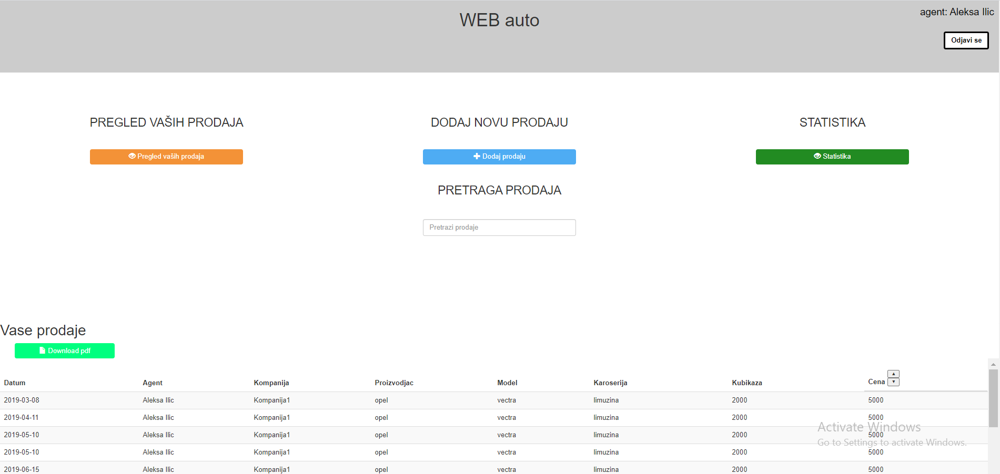 WEB auto
agent: Aleksa Ilic
Odjavi se
PREGLED VAŠIH PRODAJA
DODAJ NOVU PRODAJU
STATISTIKA
Pregled vaših prodaja
Dodaj prodaju
Statistika
PRETRAGA PRODAJA
Pretrazi prodaje
Vase prodaje
Download pdf
Datum Agent Kompanija Proizvodjac Model Karoserija Kubikaza Cena
2019-03-08 Aleksa Ilic Kompanija1 opel vectra limuzina 2000 5000
2019-04-11 Aleksa Ilic Kompanija1 opel vectra limuzina 2000 5000
2019-05-10 Aleksa Ilic Kompanija1 opel vectra limuzina 2000 5000
2019-05-10 Aleksa Ilic Kompanija1 opel vectra limuzina 2000 5000
2019-06-15 Aleksa Ilic Kompanija1 opel vectra limuzina 2000 5000
Activate Windows
Go to Settings to activate Windows.